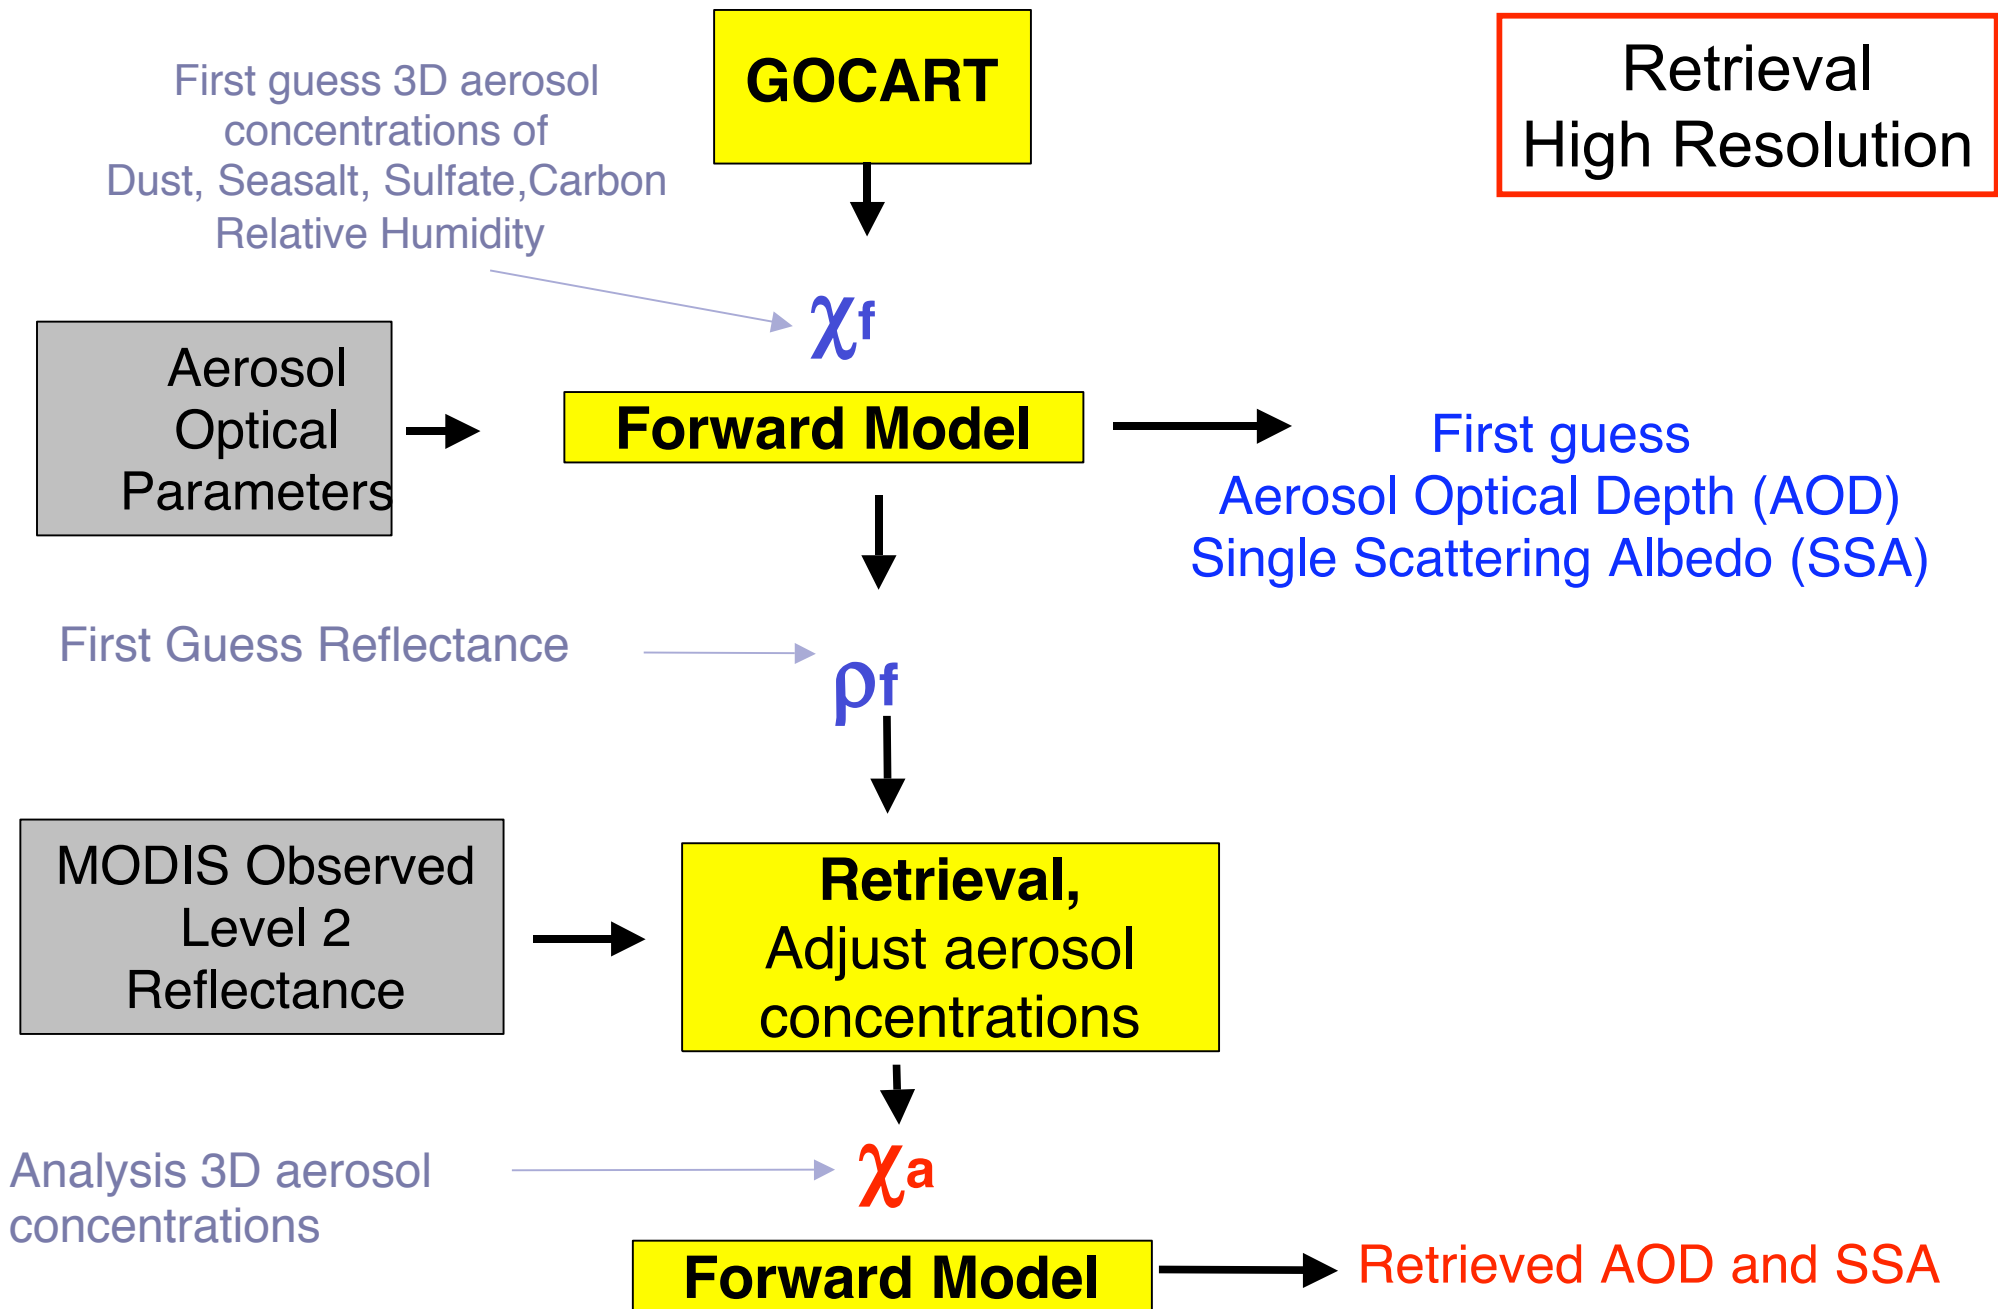 GOCART
Retrieval
High Resolution
First guess 3D aerosol
concentrations of
Dust, Seasalt, Sulfate,Carbon
Relative Humidity
χf
Aerosol
Optical
Parameters
Forward Model
First guess
Aerosol Optical Depth (AOD)
Single Scattering Albedo (SSA)
First Guess Reflectance
ρf
MODIS Observed
Level 2
Reflectance
Retrieval,
Adjust aerosol
concentrations
Analysis 3D aerosol
concentrations
χa
Forward Model
Retrieved AOD and SSA